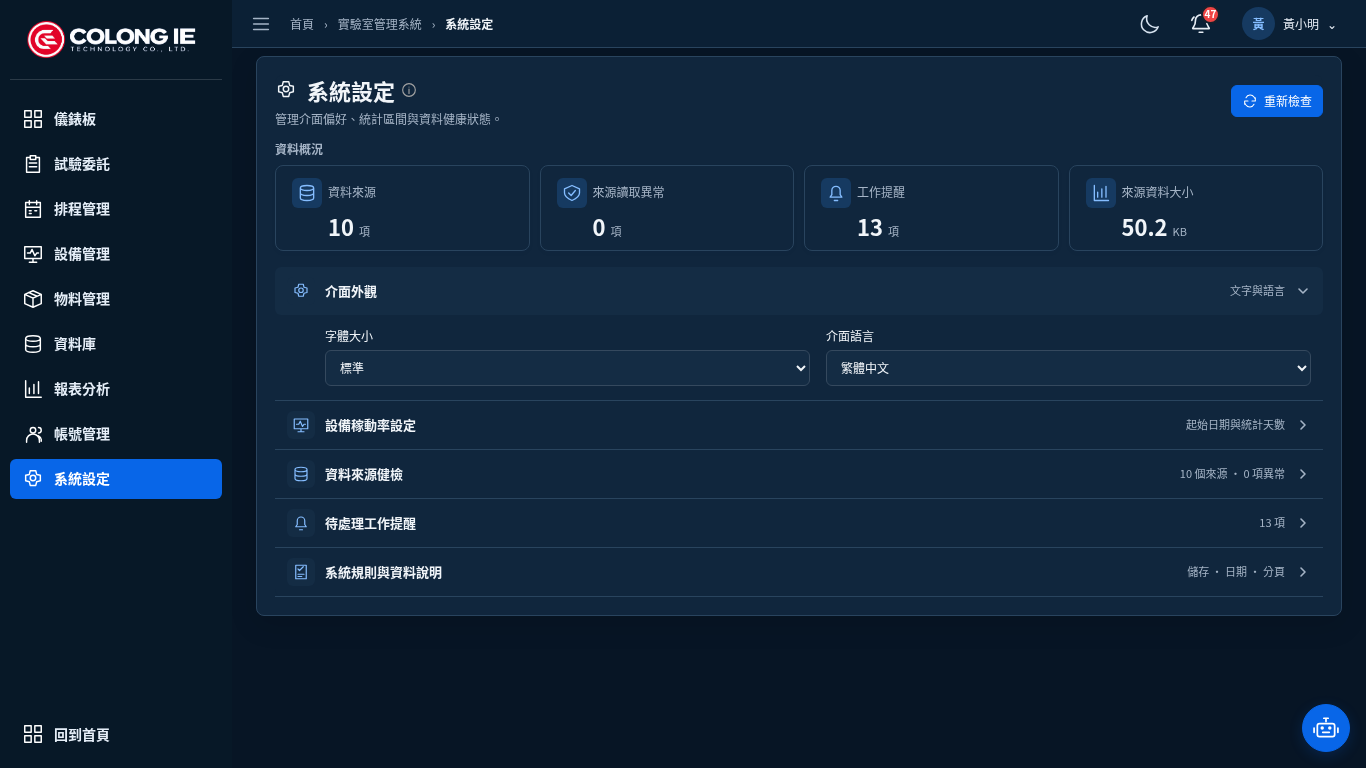 COLONG IE
TECHNOLOGY CO., LTD.
儀錶板
試驗委託
排程管理
設備管理
物料管理
資料庫
報表分析
帳號管理
系統設定
回到首頁
首頁 › 實驗室管理系統 › 系統設定
47
黃 黃小明
系統設定
管理介面偏好、統計區間與資料健康狀態。
重新檢查
資料概況
資料來源
10 項
來源讀取異常
0 項
工作提醒
13 項
來源資料大小
50.2 KB
介面外觀 文字與語言
字體大小
標準
介面語言
繁體中文
設備稼動率設定 起始日期與統計天數
資料來源健檢 10 個來源 · 0 項異常
待處理工作提醒 13 項
系統規則與資料說明 儲存 · 日期 · 分頁